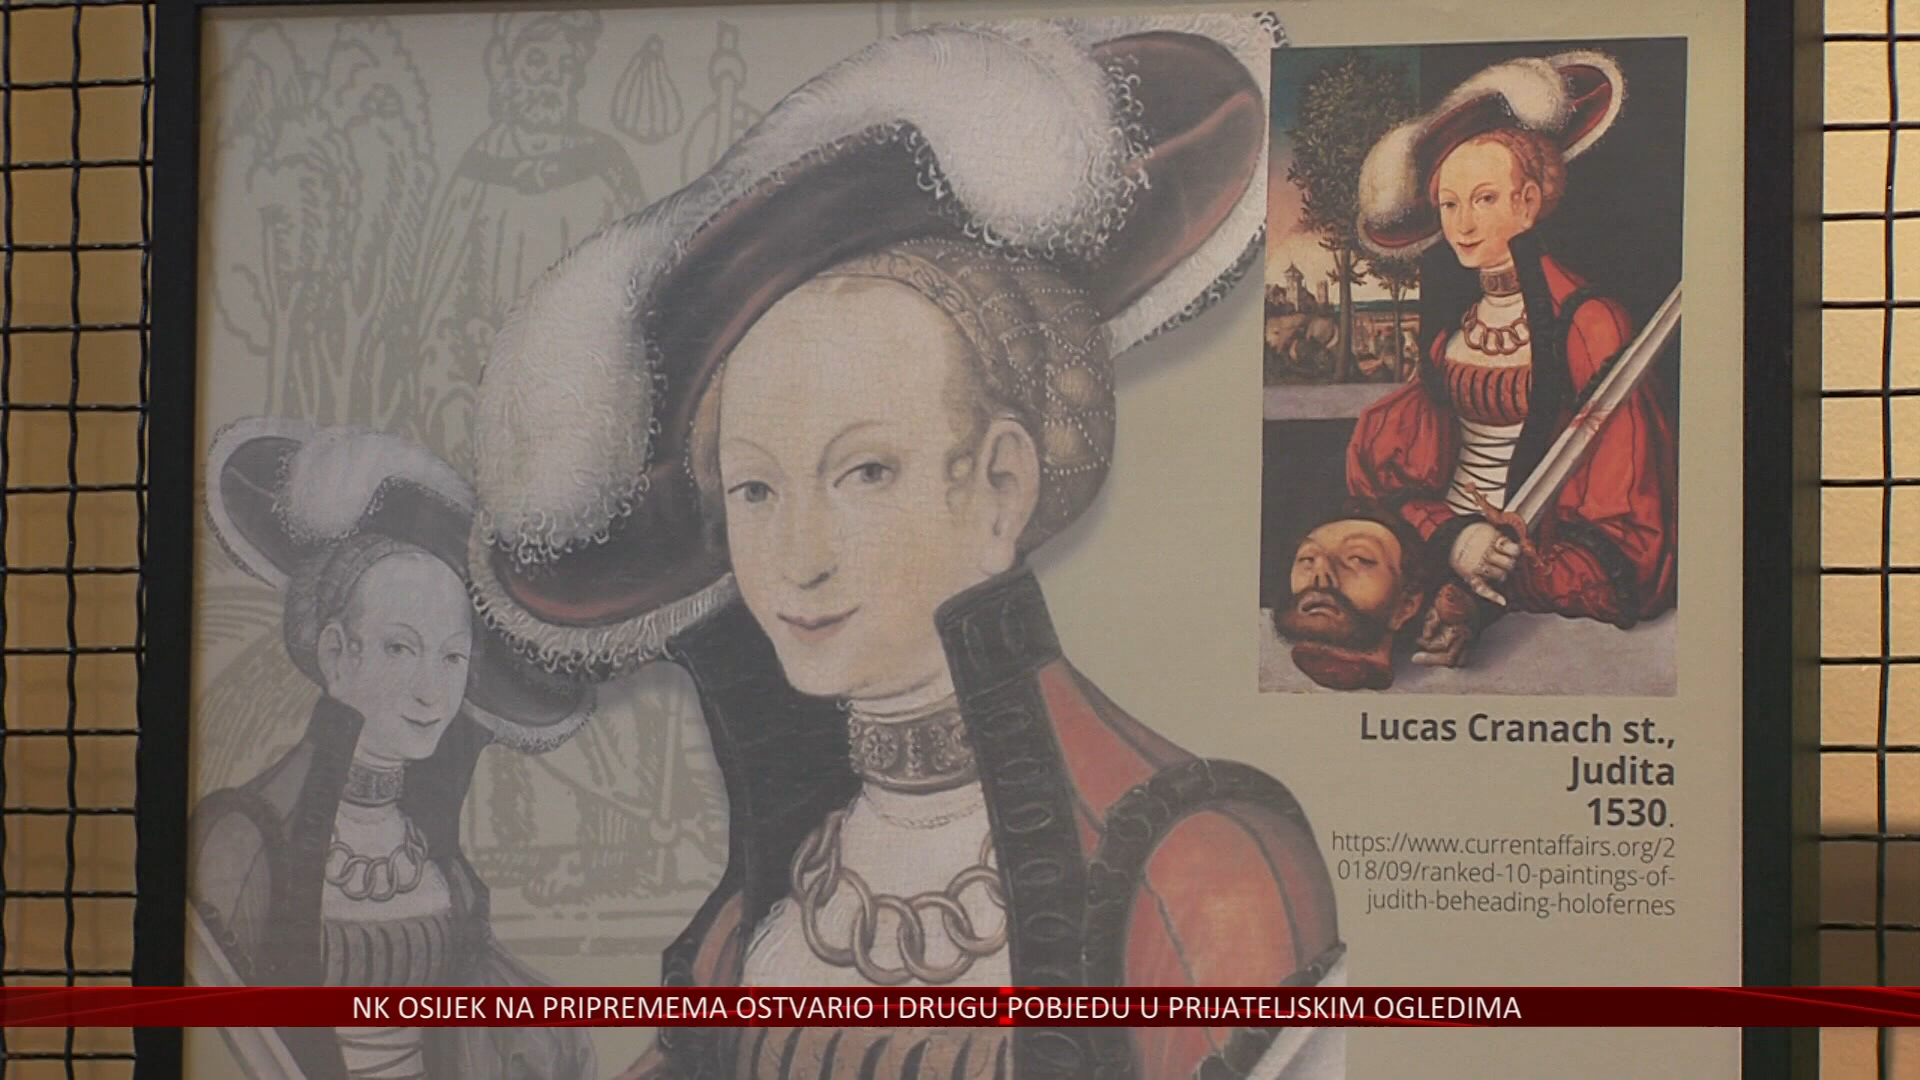 Lucas Cranach st.,
Judita
1530.
https://www.currentaffairs.org/2
018/09/ranked-10-paintings-of-
judith-beheading-holofernes
NK OSIJEK NA PRIPREMEMA OSTVARIO I DRUGU POBJEDU U PRIJATELJSKIM OGLEDIMA